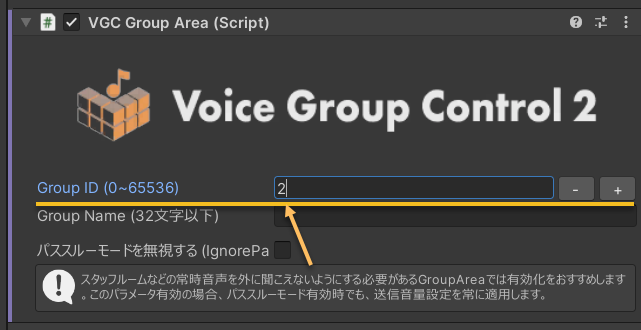 VGC Group Area (Script)
Voice Group Control 2
Group ID (0~65536) 2 - +
Group Name (32文字以下)
パススルーモードを無視する (IgnorePa
スタッフルームなどの常時音声を外に聞こえないようにする必要があるGroupAreaでは有効化をおすすめします
。このパラメータ有効の場合、パススルーモード有効時でも、送信音量設定を常に適用します。